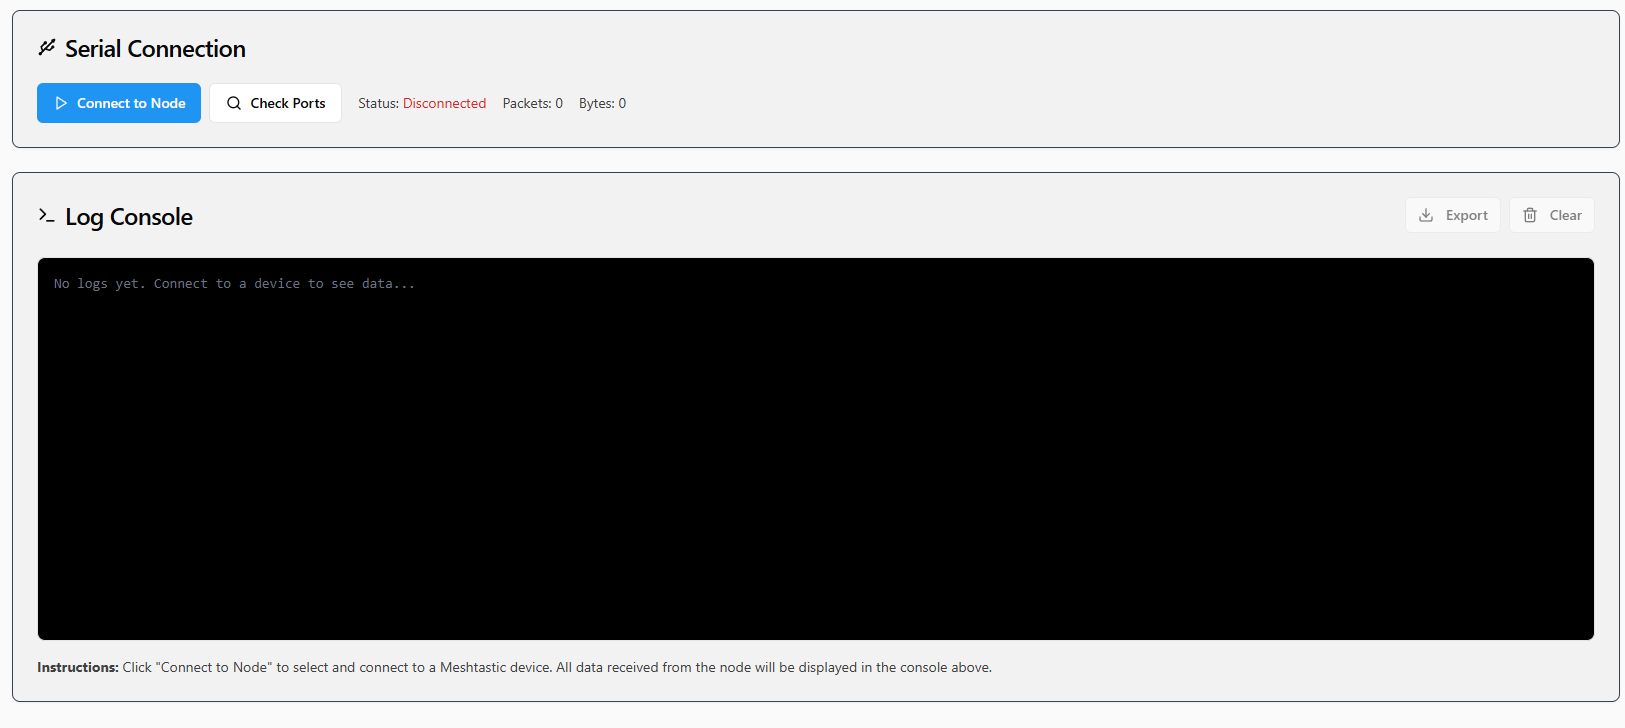 Serial Connection
Connect to Node Check Ports Status: Disconnected Packets: 0 Bytes: 0
Log Console
Export Clear
No logs yet. Connect to a device to see data...
Instructions: Click "Connect to Node" to select and connect to a Meshtastic device. All data received from the node will be displayed in the console above.